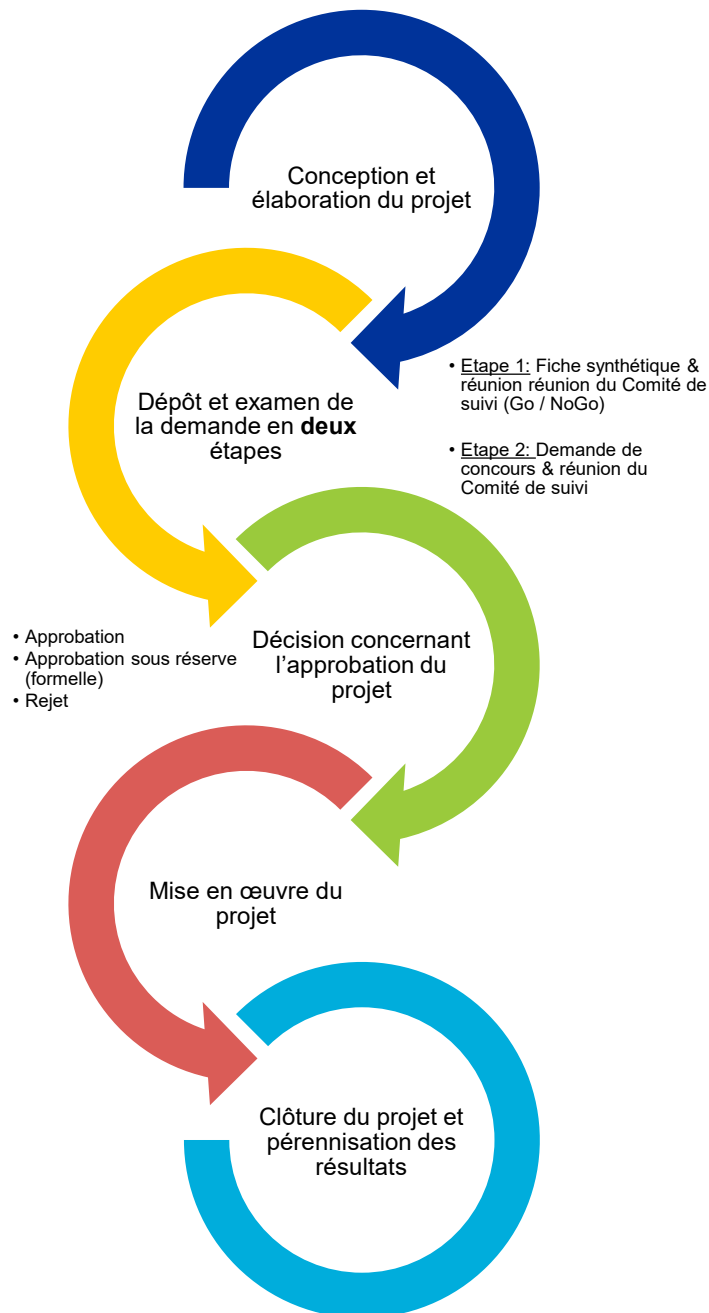 Conception et
élaboration du projet
• Etape 1: Fiche synthétique &
réunion réunion du Comité de
suivi (Go / NoGo)
Dépôt et examen de
la demande en deux
étapes
• Etape 2: Demande de
concours & réunion du
Comité de suivi
• Approbation
• Approbation sous réserve
(formelle)
• Rejet
Décision concernant
l’approbation du
projet
Mise en œuvre du
projet
Clôture du projet et
pérennisation des
résultats